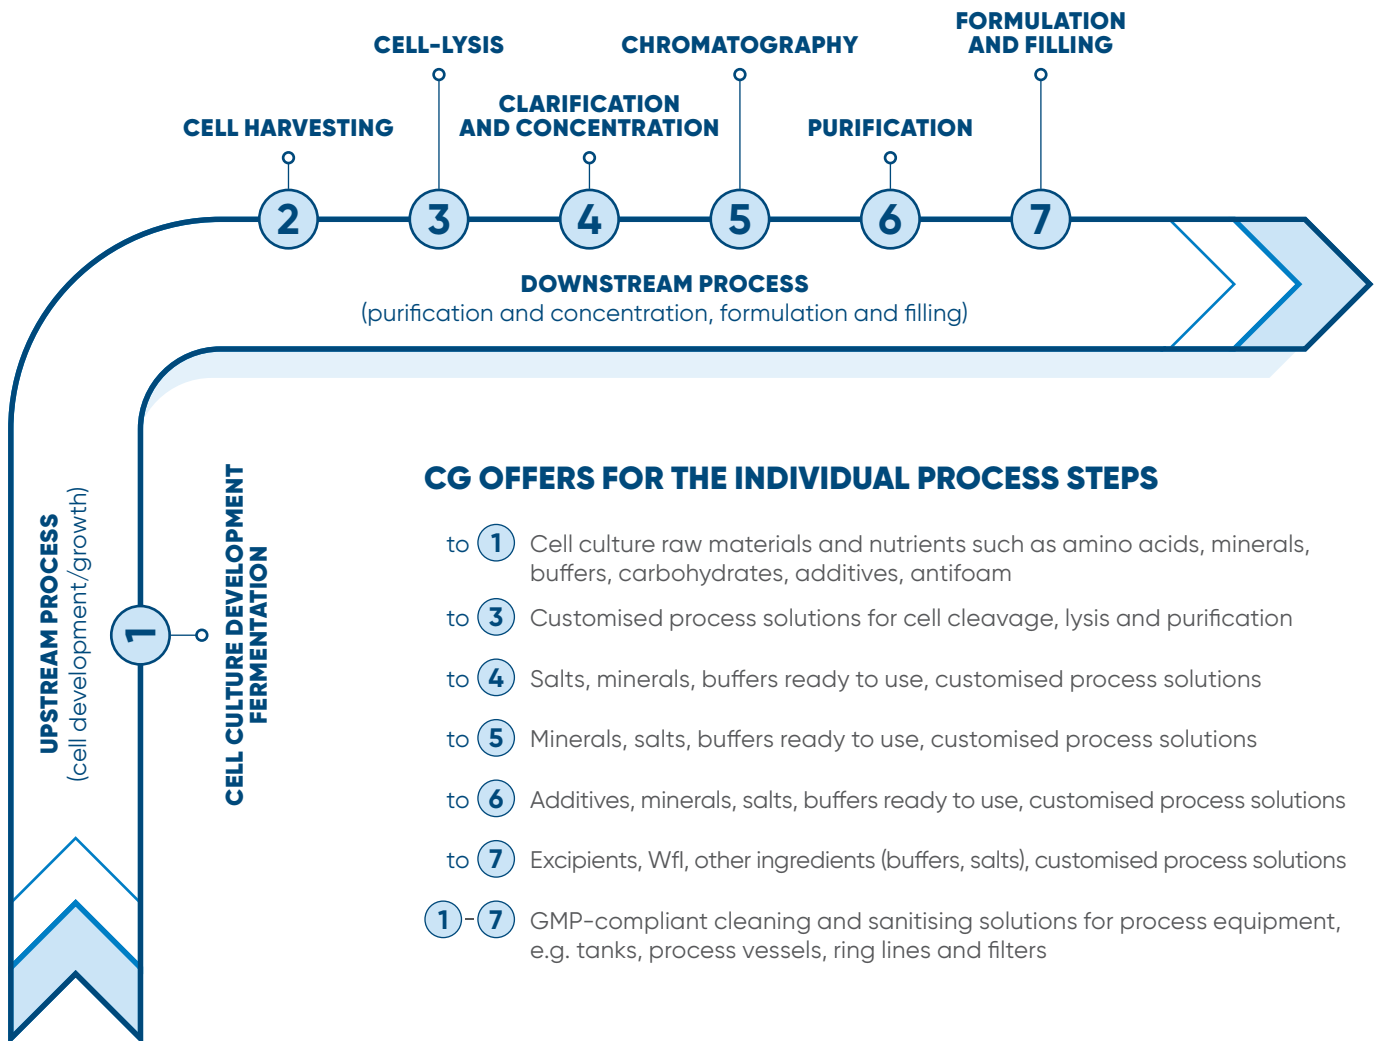 FORMULATION
AND FILLING
CELL-LYSIS
CHROMATOGRAPHY
CLARIFICATION
AND CONCENTRATION
CELL HARVESTING
PURIFICATION
2
3
4
5
6
7
DOWNSTREAM PROCESS
(purification and concentration, formulation and filling)
UPSTREAM PROCESS
(cell development/growth)
1
CELL CULTURE DEVELOPMENT
FERMENTATION
CG OFFERS FOR THE INDIVIDUAL PROCESS STEPS
to 1 Cell culture raw materials and nutrients such as amino acids, minerals,
buffers, carbohydrates, additives, antifoam
to 3 Customised process solutions for cell cleavage, lysis and purification
to 4 Salts, minerals, buffers ready to use, customised process solutions
to 5 Minerals, salts, buffers ready to use, customised process solutions
to 6 Additives, minerals, salts, buffers ready to use, customised process solutions
to 7 Excipients, WfI, other ingredients (buffers, salts), customised process solutions
1-7 GMP-compliant cleaning and sanitising solutions for process equipment,
e.g. tanks, process vessels, ring lines and filters